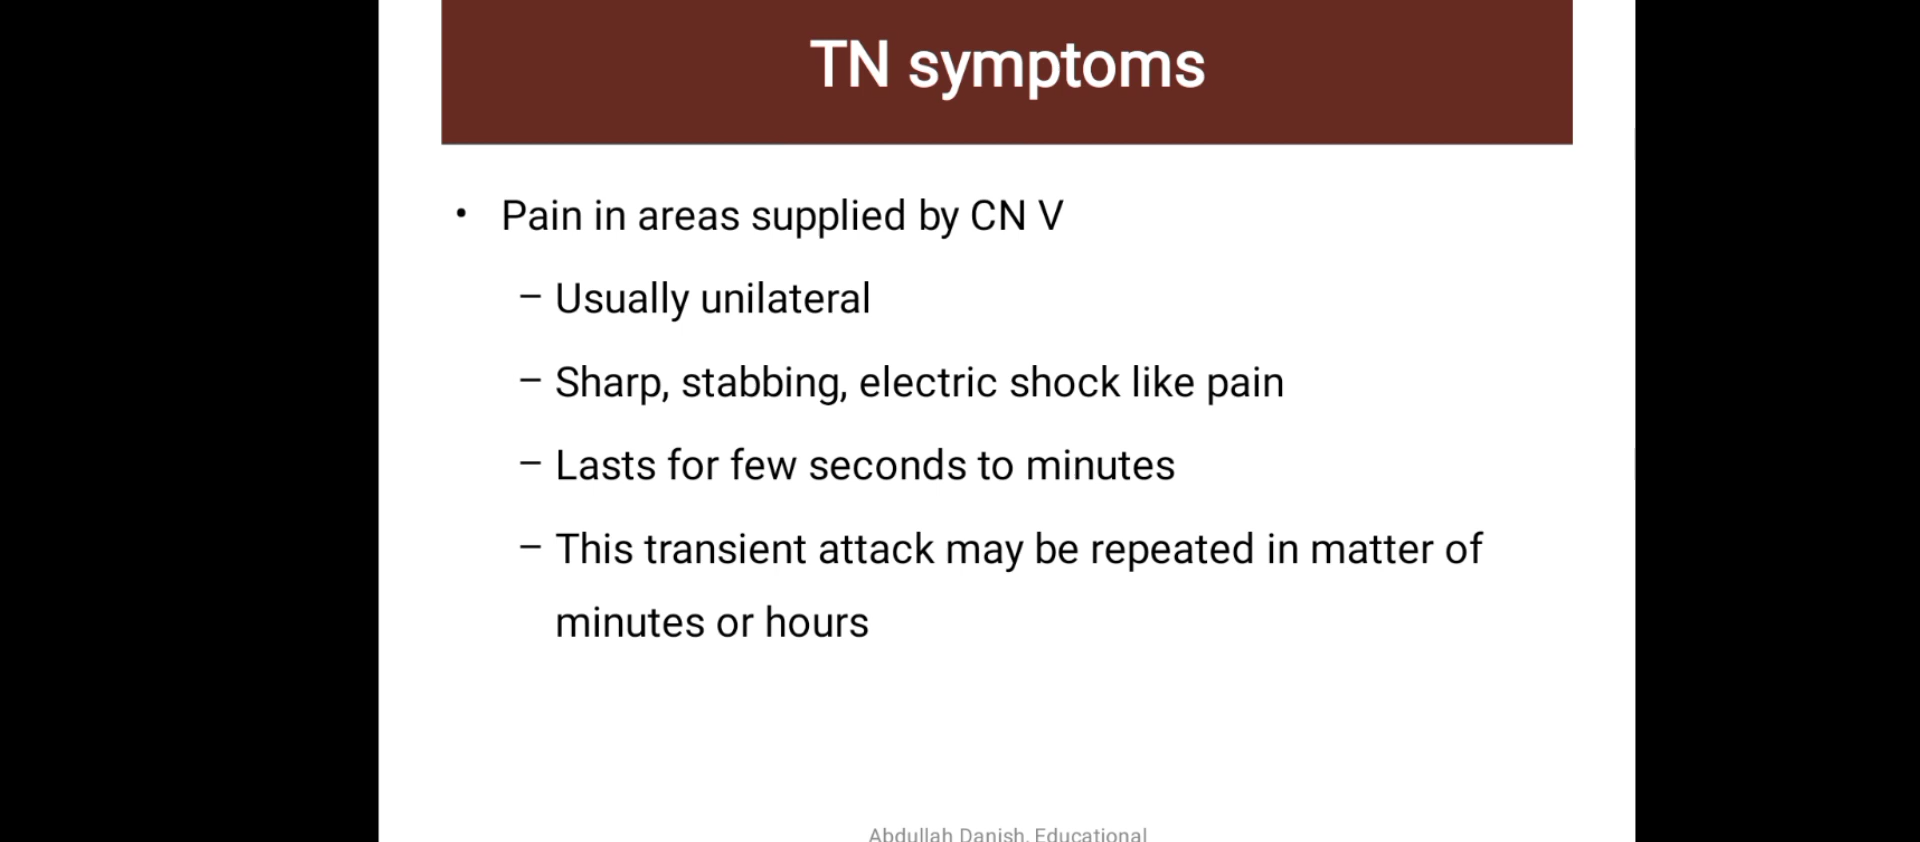 TN symptoms
• Pain in areas supplied by CN V
– Usually unilateral
– Sharp, stabbing, electric shock like pain
– Lasts for few seconds to minutes
– This transient attack may be repeated in matter of
minutes or hours
Abdullah Danish, Educational